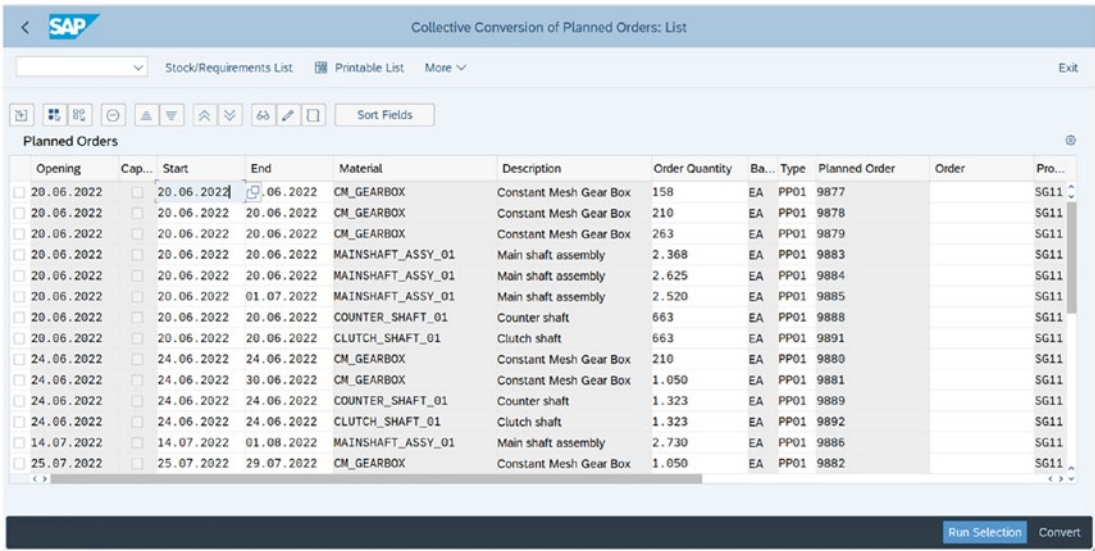 SAP Collective Conversion of Planned Orders: List
Stock/Requirements List Printable List More Exit
Sort Fields
Planned Orders
Opening Cap... Start End Material Description Order Quantity Ba... Type Planned Order Order Pro...
20.06.2022 20.06.2022 .06.2022 CM_GEARBOX Constant Mesh Gear Box 158 EA PP01 9877 SG11
20.06.2022 20.06.2022 20.06.2022 CM_GEARBOX Constant Mesh Gear Box 210 EA PP01 9878 SG11
20.06.2022 20.06.2022 20.06.2022 CM_GEARBOX Constant Mesh Gear Box 263 EA PP01 9879 SG11
20.06.2022 20.06.2022 20.06.2022 MAINSHAFT_ASSY_01 Main shaft assembly 2.368 EA PP01 9883 SG11
20.06.2022 20.06.2022 20.06.2022 MAINSHAFT_ASSY_01 Main shaft assembly 2.625 EA PP01 9884 SG11
20.06.2022 20.06.2022 01.07.2022 MAINSHAFT_ASSY_01 Main shaft assembly 2.520 EA PP01 9885 SG11
20.06.2022 20.06.2022 20.06.2022 COUNTER_SHAFT_01 Counter shaft 663 EA PP01 9888 SG11
20.06.2022 20.06.2022 20.06.2022 CLUTCH_SHAFT_01 Clutch shaft 663 EA PP01 9891 SG11
24.06.2022 24.06.2022 24.06.2022 CM_GEARBOX Constant Mesh Gear Box 210 EA PP01 9880 SG11
24.06.2022 24.06.2022 30.06.2022 CM_GEARBOX Constant Mesh Gear Box 1.050 EA PP01 9881 SG11
24.06.2022 24.06.2022 24.06.2022 COUNTER_SHAFT_01 Counter shaft 1.323 EA PP01 9889 SG11
24.06.2022 24.06.2022 24.06.2022 CLUTCH_SHAFT_01 Clutch shaft 1.323 EA PP01 9892 SG11
14.07.2022 14.07.2022 01.08.2022 MAINSHAFT_ASSY_01 Main shaft assembly 2.730 EA PP01 9886 SG11
25.07.2022 25.07.2022 29.07.2022 CM_GEARBOX Constant Mesh Gear Box 1.050 EA PP01 9882 SG11
Run Selection Convert